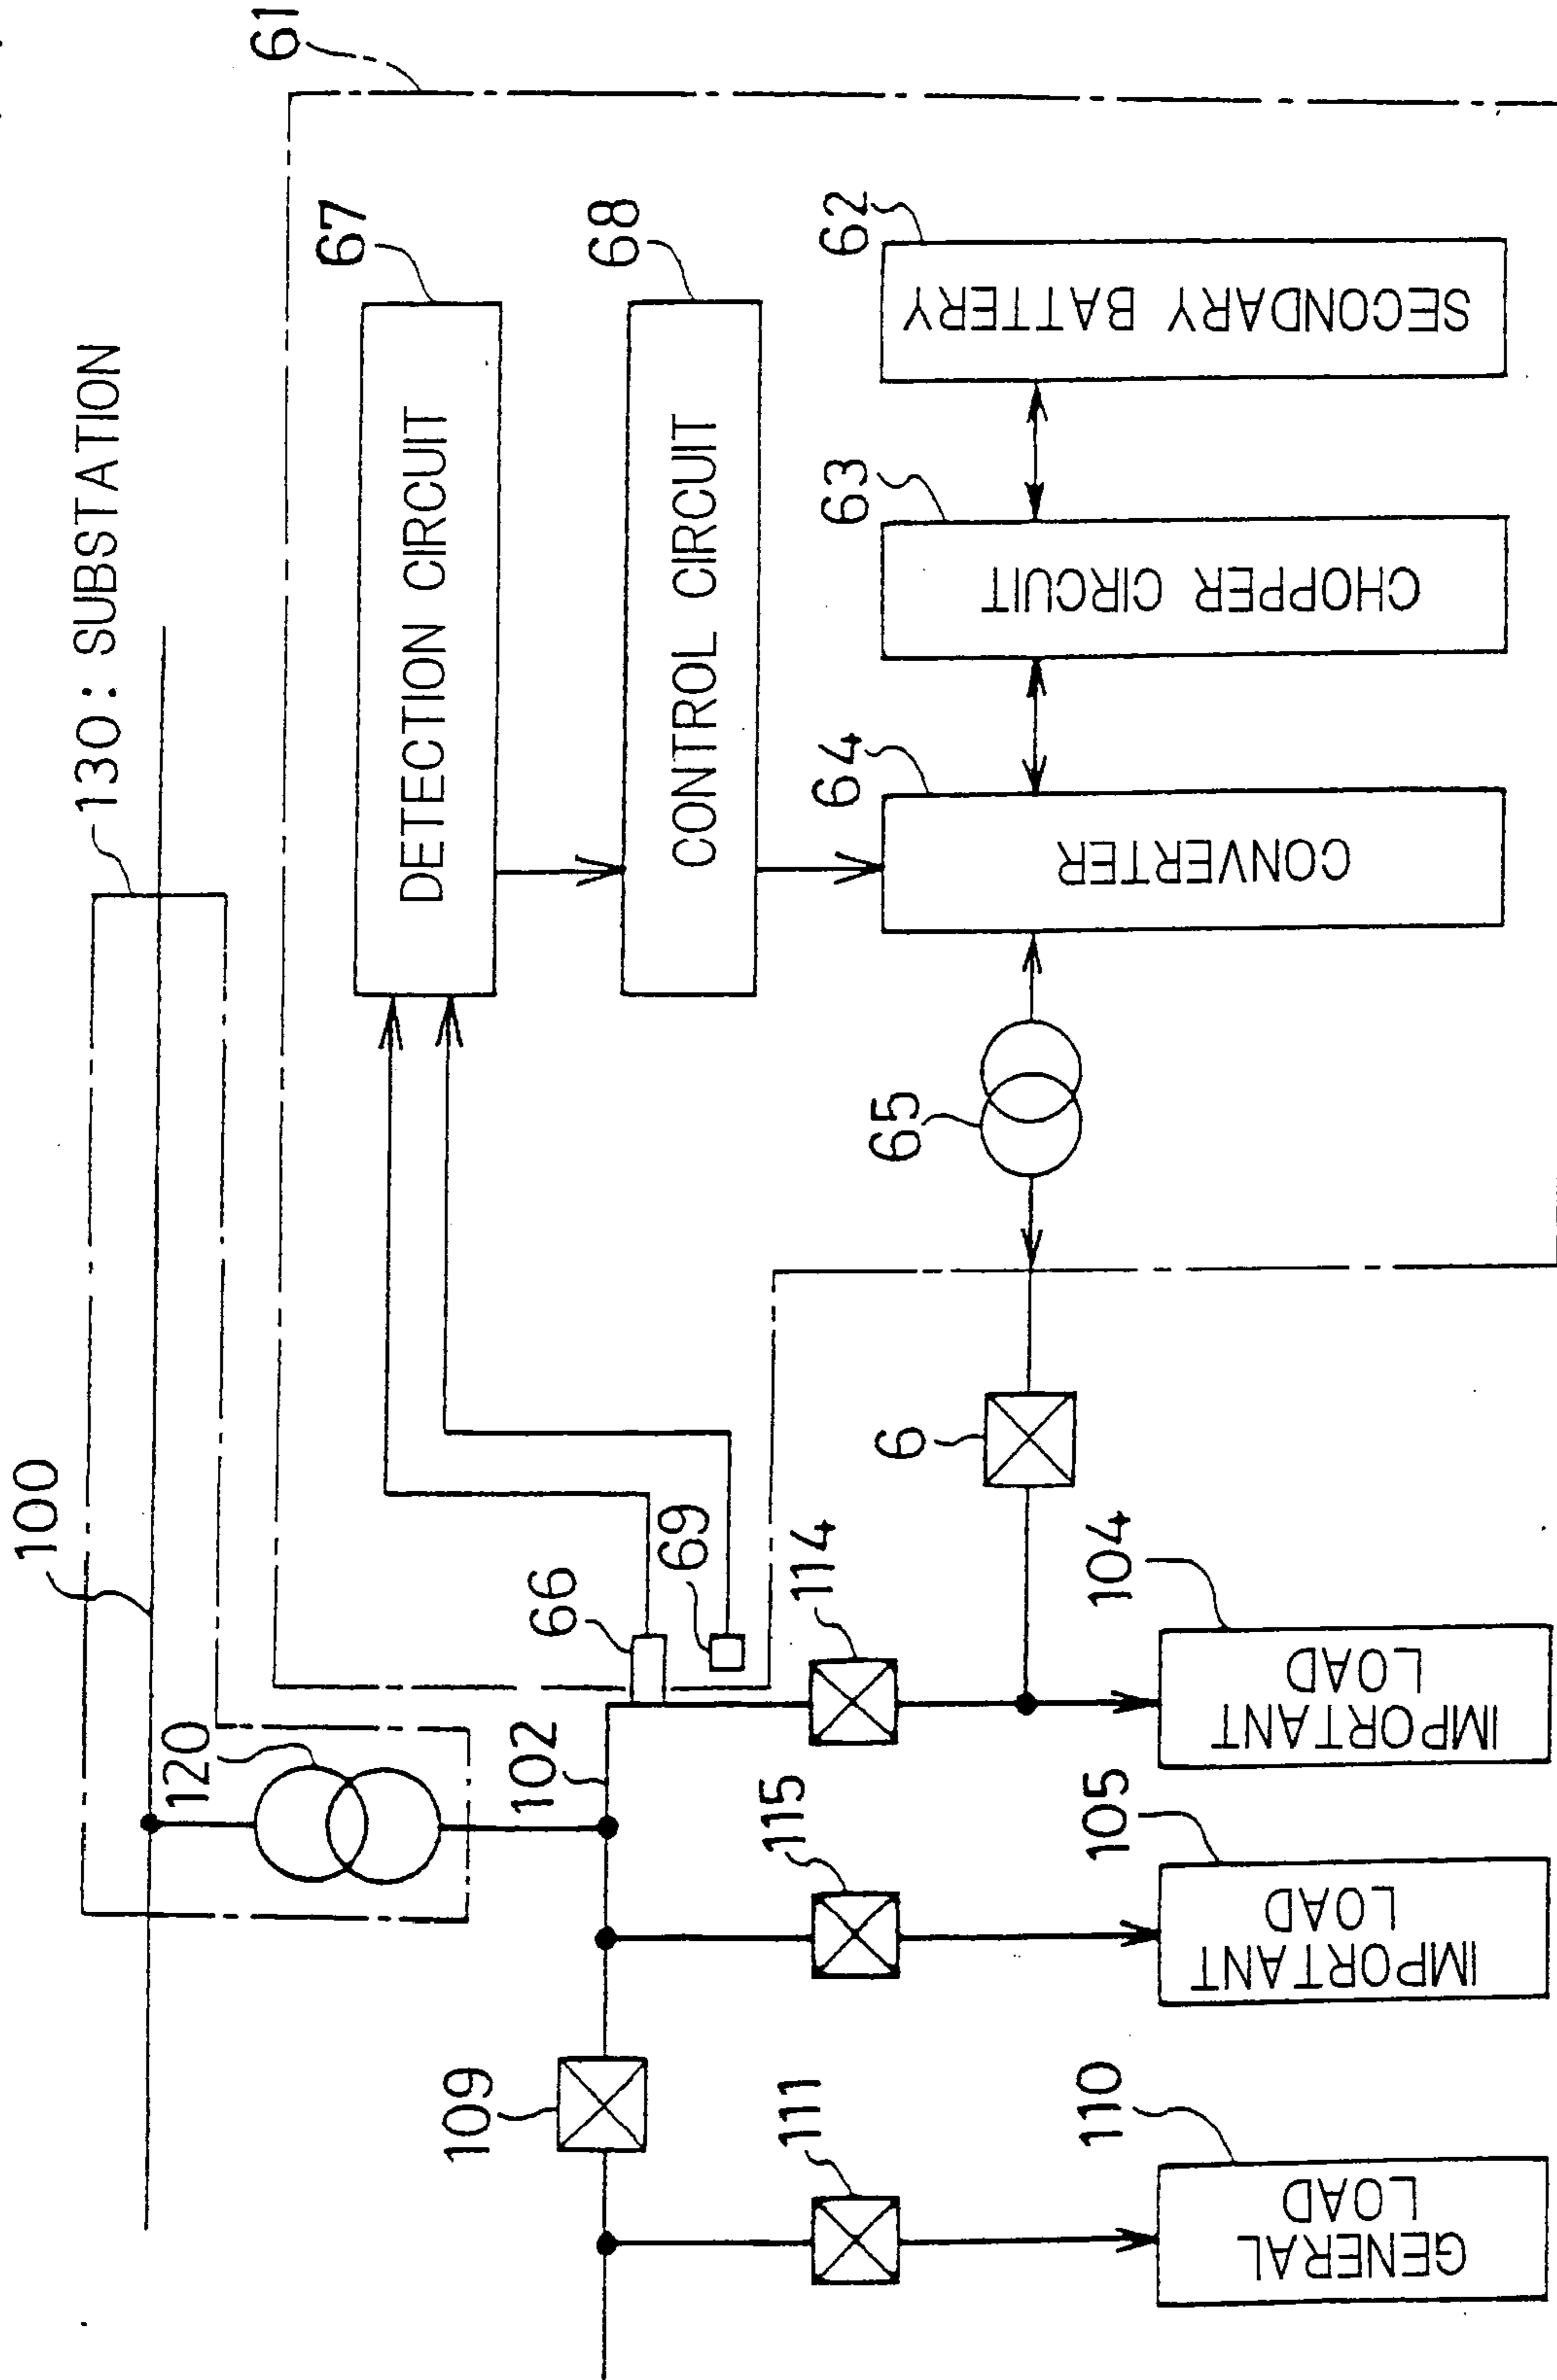 61
130: SUBSTATION
100
67
DETECTION CIRCUIT
68
CONTROL CIRCUIT
62
SECONDARY BATTERY
63
CHOPPER CIRCUIT
64
CONVERTER
65
6
66
69
120
102
114
104
IMPORTANT
LOAD
115
105
IMPORTANT
LOAD
109
111
110
GENERAL
LOAD